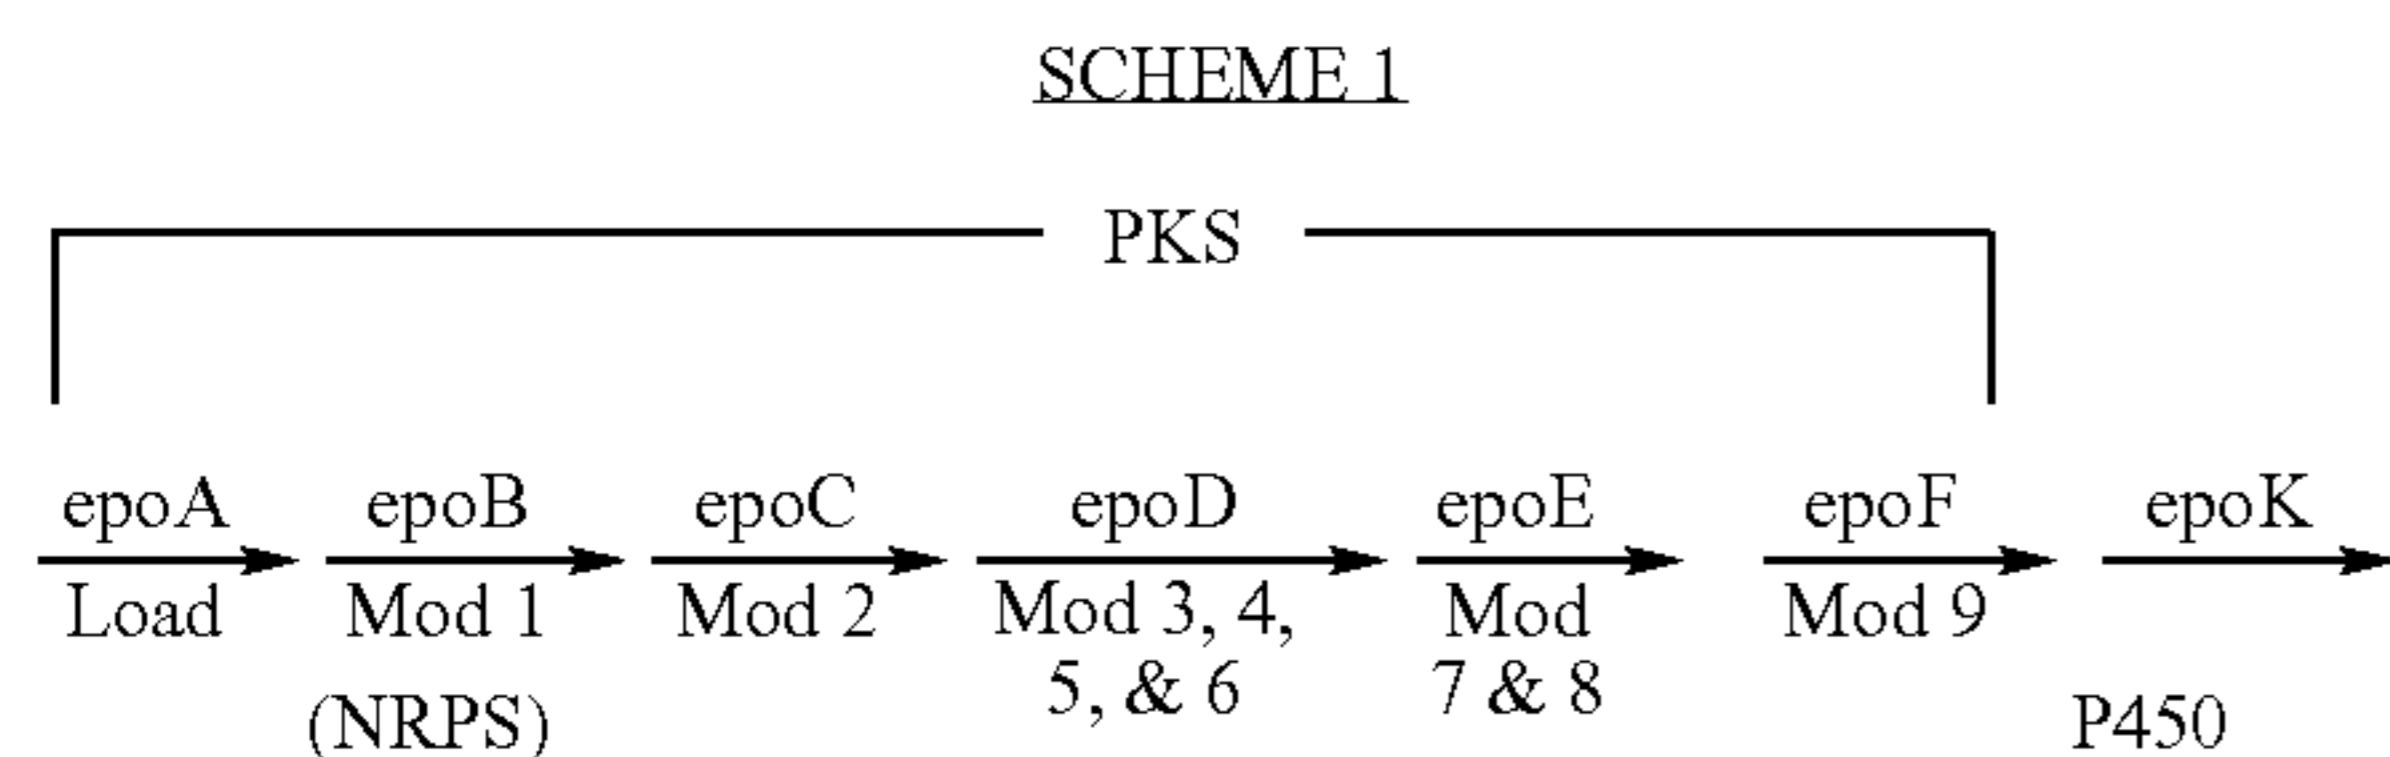 SCHEME 1
PKS
epoA epoB epoC epoD epoE epoF epoK
Load Mod 1 Mod 2 Mod 3, 4, Mod Mod 9
5, & 6 7 & 8
(NRPS) P450